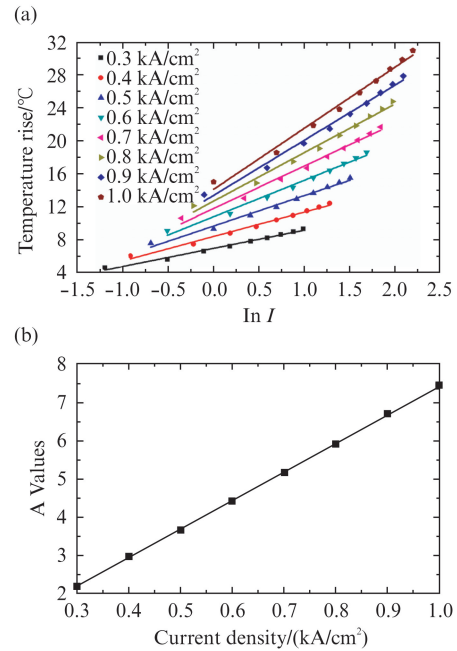 (a)
32
28
24
20
16
12
8
4
Temperature rise/℃
0.3 kA/cm²
0.4 kA/cm²
0.5 kA/cm²
0.6 kA/cm²
0.7 kA/cm²
0.8 kA/cm²
0.9 kA/cm²
1.0 kA/cm²
−1.5 −1.0 −0.5 0.0 0.5 1.0 1.5 2.0 2.5
In I
(b)
8
7
6
5
4
3
2
A Values
0.3 0.4 0.5 0.6 0.7 0.8 0.9 1.0
Current density/(kA/cm²)